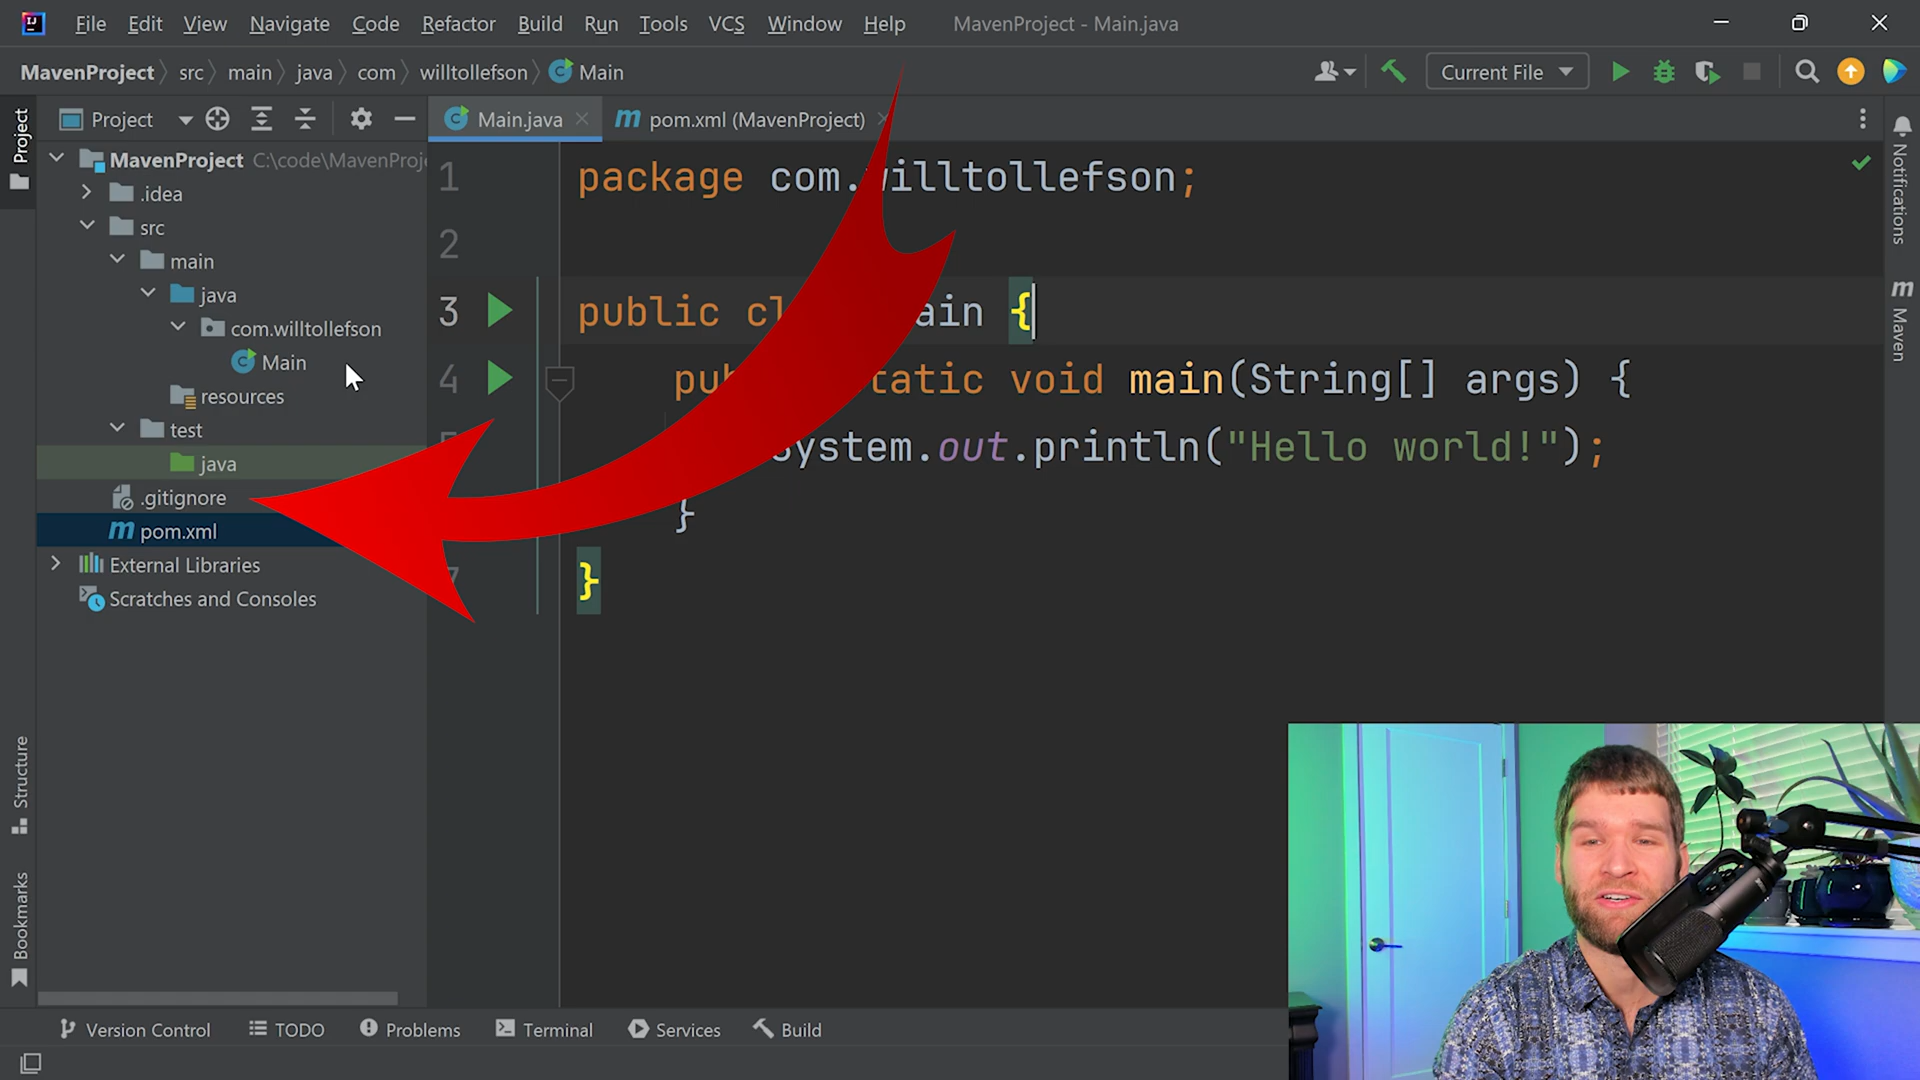 File Edit View Navigate Code Refactor Build Run Tools VCS Window Help MavenProject - Main.java
MavenProject src main java com willtollefson Main
Current File
Project
Project
Main.java
pom.xml (MavenProject)
MavenProject C:\code\MavenProj
.idea
src
main
java
com.willtollefson
Main
resources
test
java
.gitignore
pom.xml
External Libraries
Scratches and Consoles
1 package com.willtollefson;
2
3 public cl ain {
4 pub tatic void main(String[] args) {
ystem.out.println("Hello world!");
}
7 }
Notifications
Maven
Structure
Bookmarks
Version Control TODO Problems Terminal Services Build